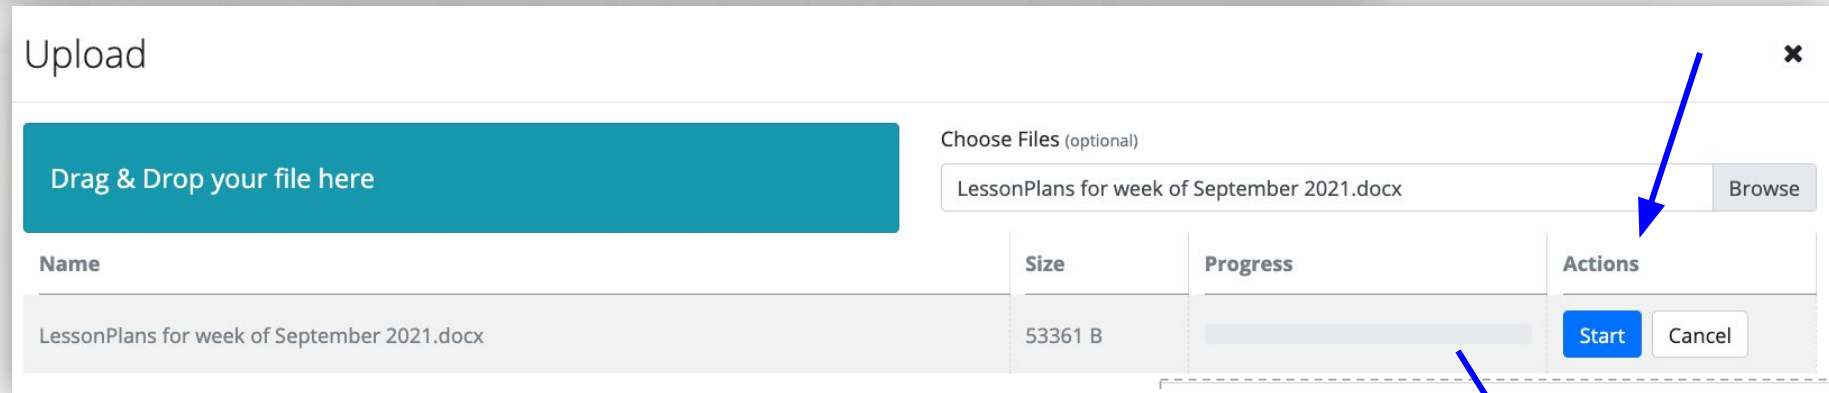 Upload
Drag & Drop your file here
Choose Files (optional)
LessonPlans for week of September 2021.docx Browse
Name Size Progress Actions
LessonPlans for week of September 2021.docx 53361 B Start Cancel